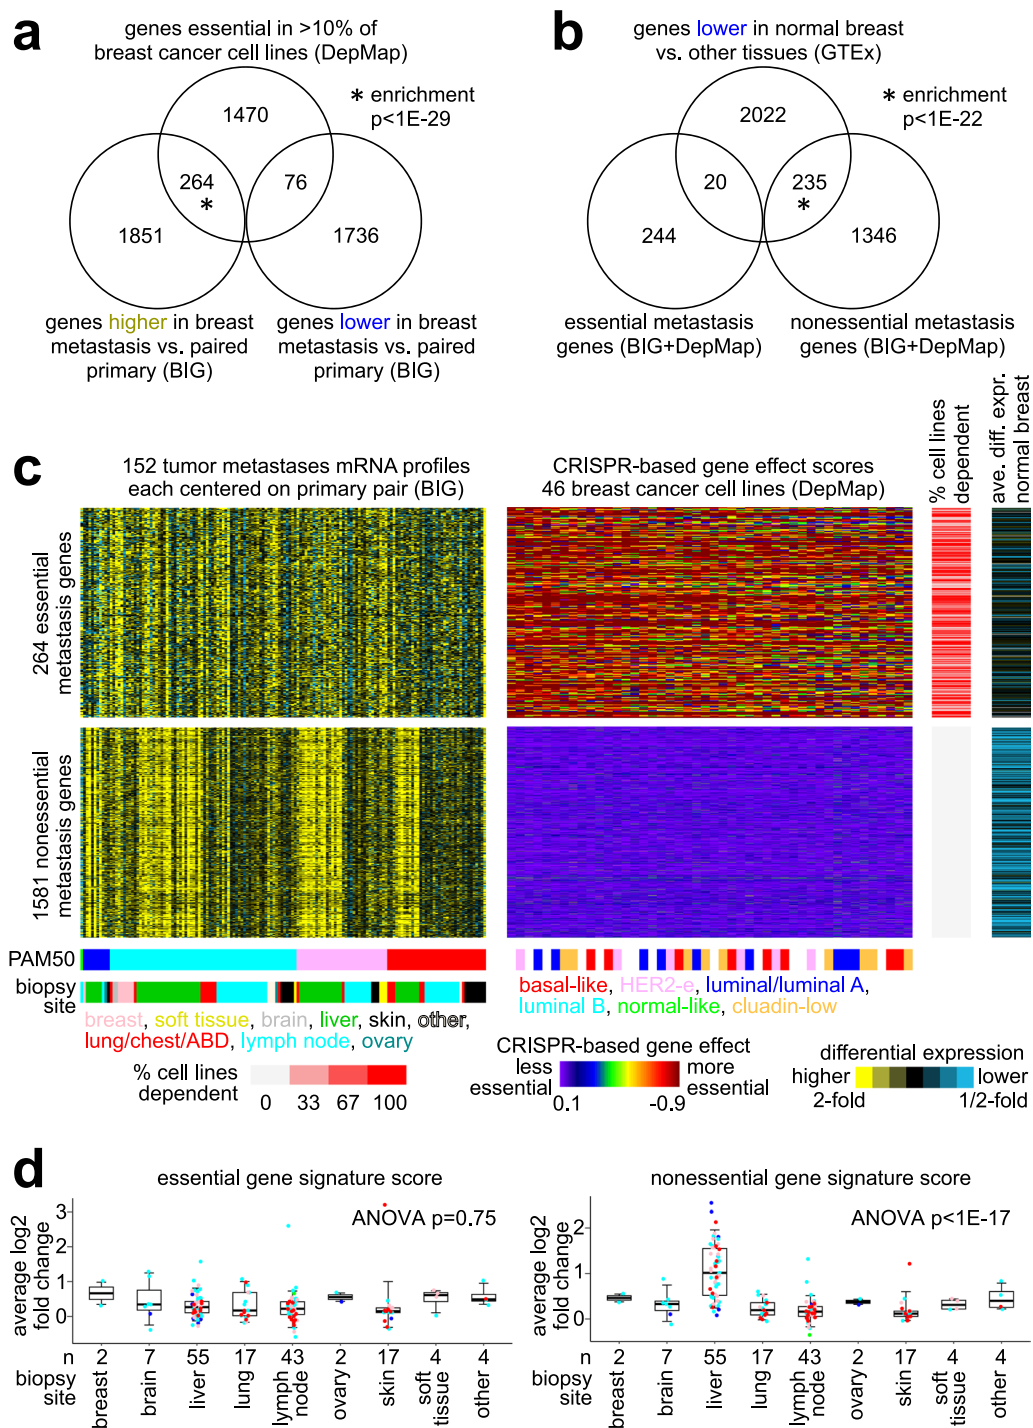 a
genes essential in >10% of
breast cancer cell lines (DepMap)
* enrichment
p<1E-29
1470
264
*
76
1851
1736
genes higher in breast
metastasis vs. paired
primary (BIG)
genes lower in breast
metastasis vs. paired
primary (BIG)
b
genes lower in normal breast
vs. other tissues (GTEx)
* enrichment
p<1E-22
2022
20
235
*
244
1346
essential metastasis
genes (BIG+DepMap)
nonessential metastasis
genes (BIG+DepMap)
c
152 tumor metastases mRNA profiles
each centered on primary pair (BIG)
CRISPR-based gene effect scores
46 breast cancer cell lines (DepMap)
% cell lines
dependent
ave. diff. expr.
normal breast
264 essential
metastasis genes
1581 nonessential
metastasis genes
PAM50
biopsy
site
breast, soft tissue, brain, liver, skin, other,
lung/chest/ABD, lymph node, ovary
basal-like, HER2-e, luminal/luminal A,
luminal B, normal-like, cluadin-low
% cell lines
dependent
0 33 67 100
CRISPR-based gene effect
less
essential
more
essential
0.1 -0.9
differential expression
higher lower
2-fold 1/2-fold
d
essential gene signature score
ANOVA p=0.75
average log2
fold change
3
2
1
0
n 2 7 55 17 43 2 17 4 4
biopsy
site
breast
brain
liver
lung
lymph
node
ovary
skin
soft
tissue
other
nonessential gene signature score
ANOVA p<1E-17
average log2
fold change
2
1
0
n 2 7 55 17 43 2 17 4 4
biopsy
site
breast
brain
liver
lung
lymph
node
ovary
skin
soft
tissue
other